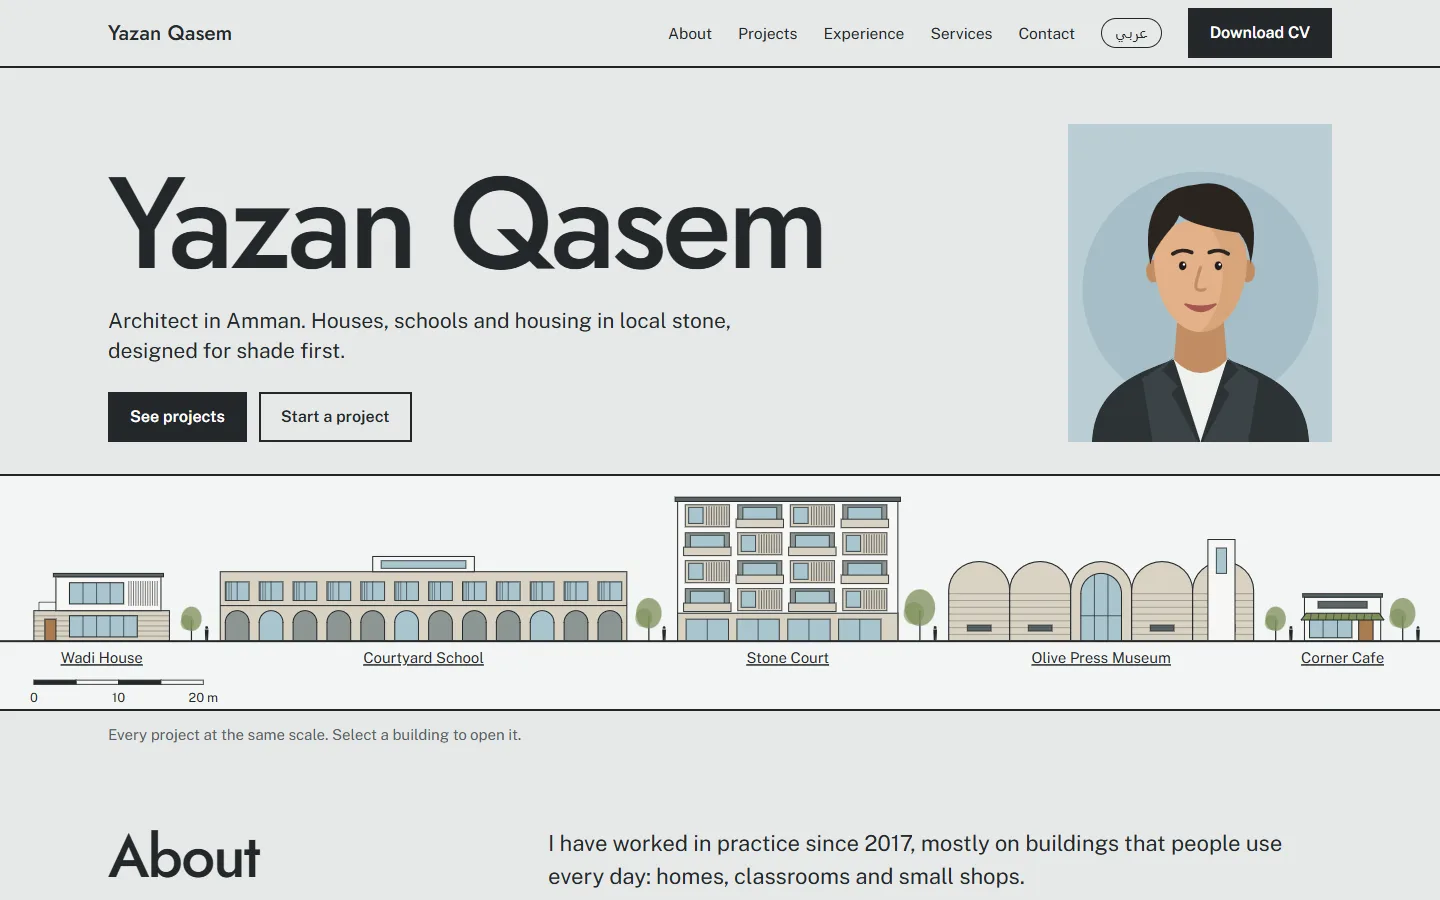 Yazan Qasem
About Projects Experience Services Contact عربي Download CV
Yazan Qasem
Architect in Amman. Houses, schools and housing in local stone,
designed for shade first.
See projects Start a project
Wadi House Courtyard School Stone Court Olive Press Museum Corner Cafe
0 10 20 m
Every project at the same scale. Select a building to open it.
About
I have worked in practice since 2017, mostly on buildings that people use
every day: homes, classrooms and small shops.